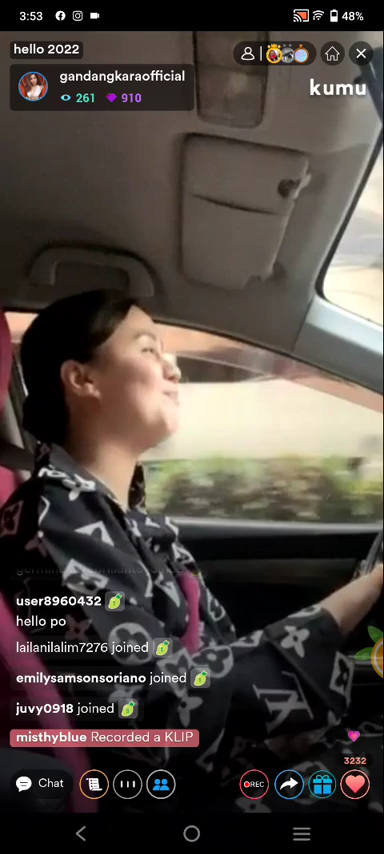 3:53
48%
hello 2022
gandangkaraofficial
261 910
kumu
user8960432
hello po
lailanilalim7276 joined
emilysamsonsoriano joined
juvy0918 joined
misthyblue Recorded a KLIP
3232
Chat
REC